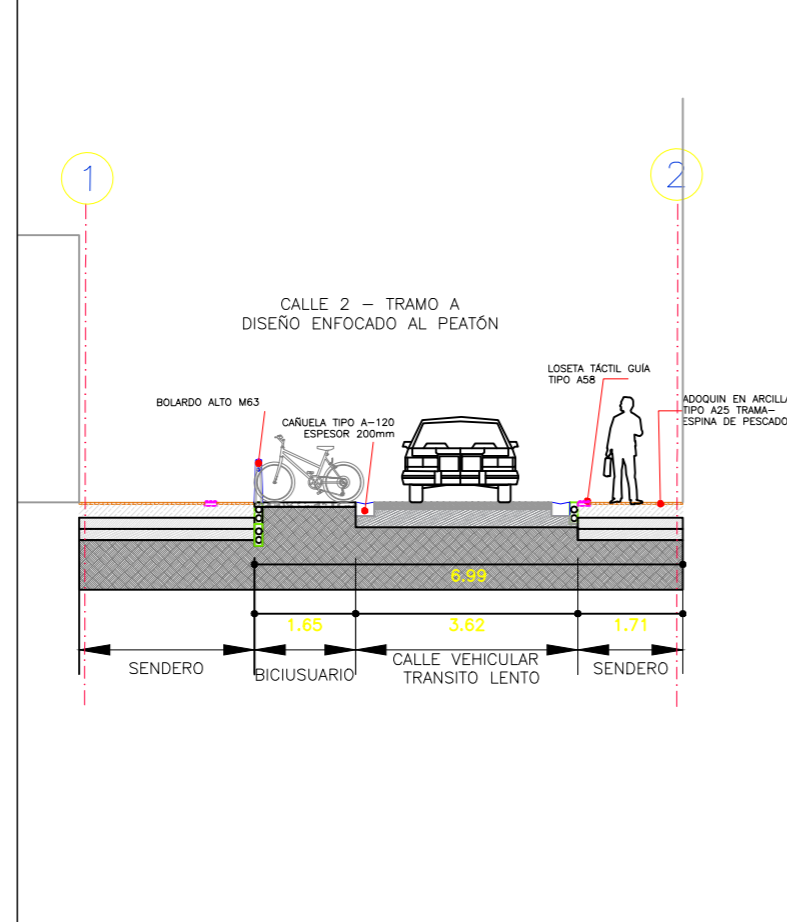 1
2
CALLE 2 – TRAMO A
DISEÑO ENFOCADO AL PEATÓN
LOSETA TÁCTIL GUÍA
TIPO A58
BOLARDO ALTO M63
ADOQUIN EN ARCILLA
TIPO A25 TRAMA–
ESPINA DE PESCADO
CAÑUELA TIPO A–120
ESPESOR 200mm
6.99
1.65
3.62
1.71
SENDERO
BICIUSUARIO
CALLE VEHICULAR
TRANSITO LENTO
SENDERO